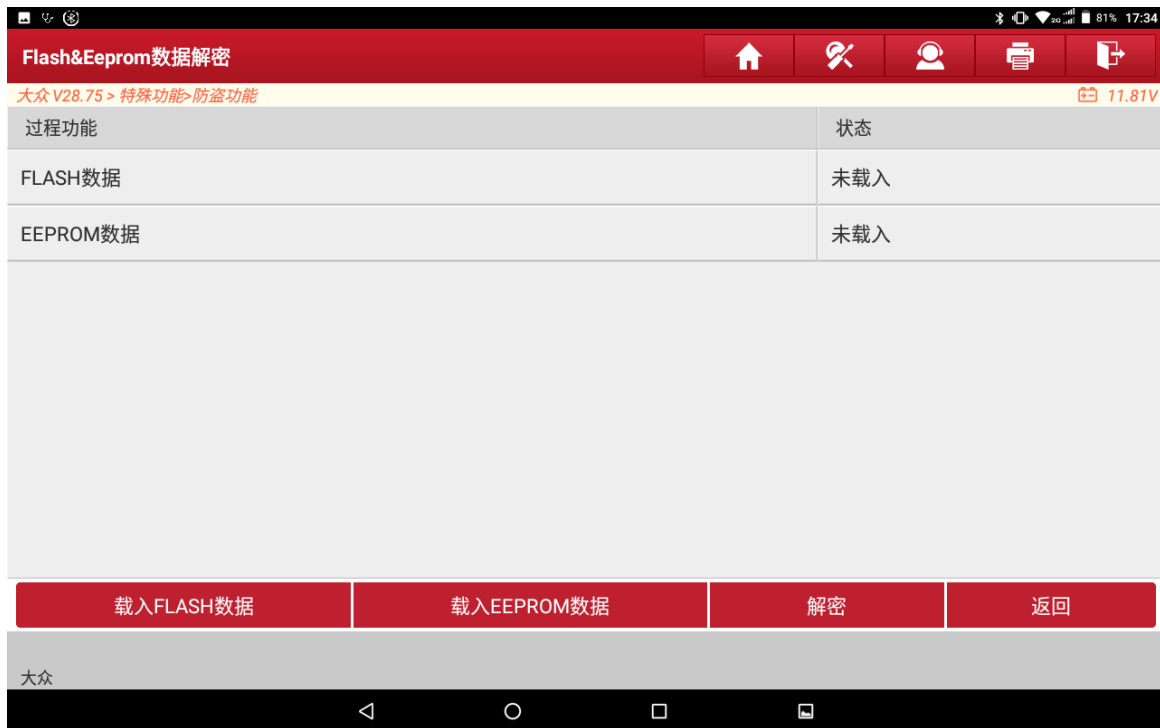 2G 81% 17:34
Flash&Eeprom数据解密
大众 V28.75 > 特殊功能>防盗功能 11.81V
过程功能 状态
FLASH数据 未载入
EEPROM数据 未载入
载入FLASH数据 载入EEPROM数据 解密 返回
大众